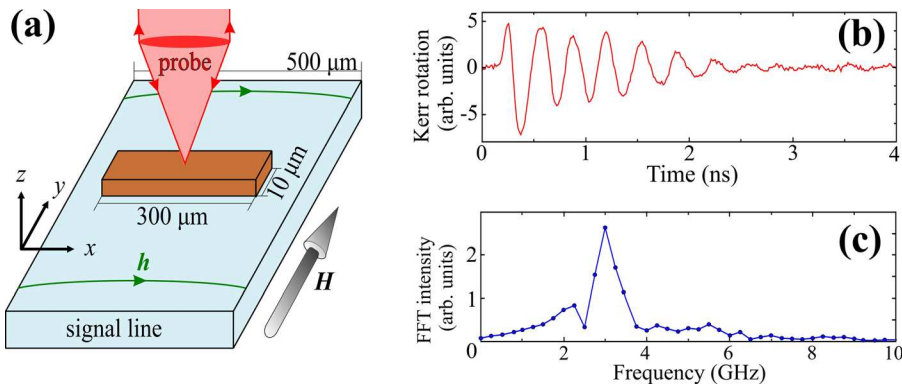 (a)
probe
500 μm
10 μm
300 μm
z
y
x
h
H
signal line
(b)
Kerr rotation
(arb. units)
5
0
-5
0
1
2
3
4
Time (ns)
(c)
FFT intensity
(arb. units)
2
1
0
2
4
6
8
10
Frequency (GHz)